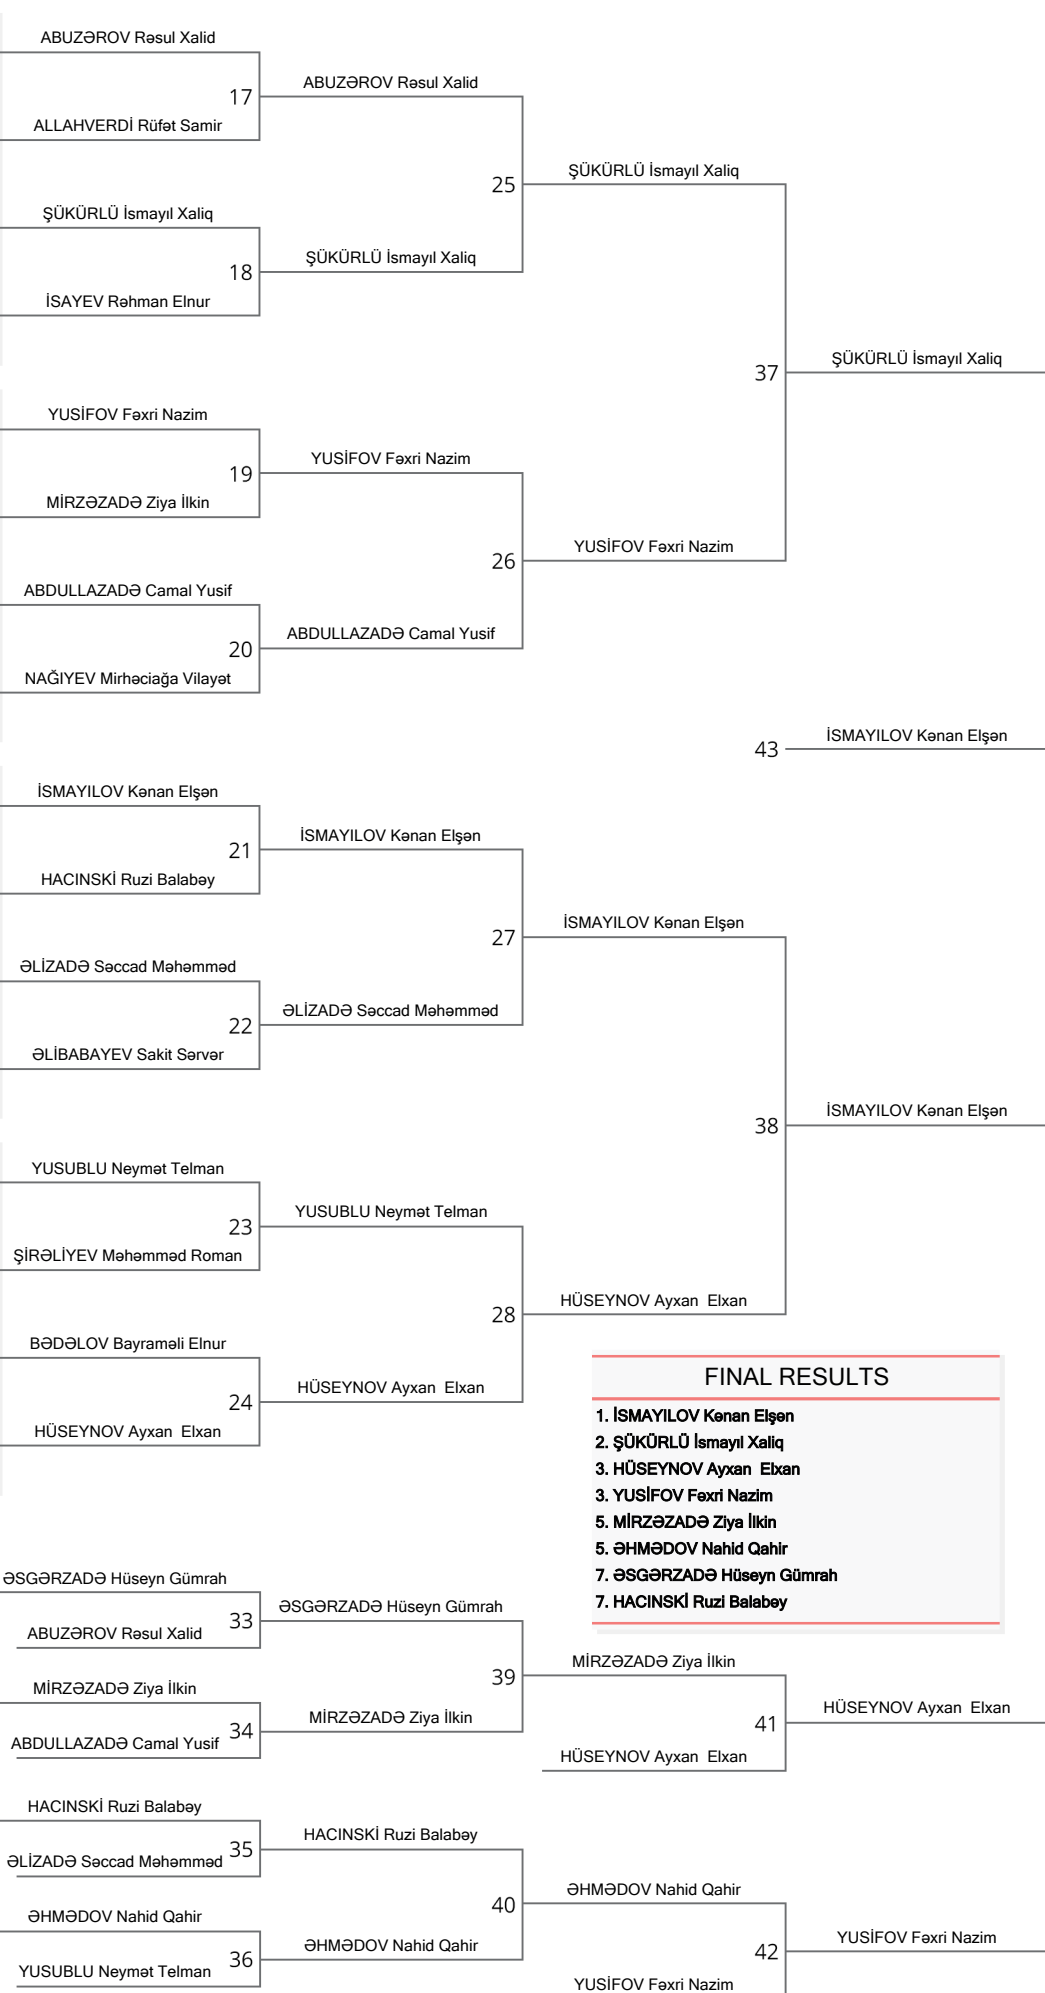 ABUZƏROV Rəsul Xalid
ABUZƏROV Rəsul Xalid
17
ALLAHVERDİ Rüfət Samir
ŞÜKÜRLÜ İsmayıl Xaliq
25
ŞÜKÜRLÜ İsmayıl Xaliq
ŞÜKÜRLÜ İsmayıl Xaliq
18
İSAYEV Rəhman Elnur
ŞÜKÜRLÜ İsmayıl Xaliq
37
YUSİFOV Fəxri Nazim
YUSİFOV Fəxri Nazim
19
MİRZƏZADƏ Ziya İlkin
YUSİFOV Fəxri Nazim
26
ABDULLAZADƏ Camal Yusif
ABDULLAZADƏ Camal Yusif
20
NAĞIYEV Mirhəciağa Vilayət
İSMAYILOV Kənan Elşən
43
İSMAYILOV Kənan Elşən
İSMAYILOV Kənan Elşən
21
HACINSKİ Ruzi Balabəy
İSMAYILOV Kənan Elşən
27
ƏLİZADƏ Səccad Məhəmməd
ƏLİZADƏ Səccad Məhəmməd
22
ƏLİBABAYEV Sakit Sərvər
İSMAYILOV Kənan Elşən
38
YUSUBLU Neymət Telman
YUSUBLU Neymət Telman
23
ŞİRƏLİYEV Məhəmməd Roman
HÜSEYNOV Ayxan  Elxan
28
BƏDƏLOV Bayraməli Elnur
HÜSEYNOV Ayxan  Elxan
24
HÜSEYNOV Ayxan  Elxan
FINAL RESULTS
1. İSMAYILOV Kənan Elşən
2. ŞÜKÜRLÜ İsmayıl Xaliq
3. HÜSEYNOV Ayxan  Elxan
3. YUSİFOV Fəxri Nazim
5. MİRZƏZADƏ Ziya İlkin
5. ƏHMƏDOV Nahid Qahir
7. ƏSGƏRZADƏ Hüseyn Gümrah
7. HACINSKİ Ruzi Balabəy
ƏSGƏRZADƏ Hüseyn Gümrah
ƏSGƏRZADƏ Hüseyn Gümrah
33
ABUZƏROV Rəsul Xalid
MİRZƏZADƏ Ziya İlkin
39
MİRZƏZADƏ Ziya İlkin
MİRZƏZADƏ Ziya İlkin
34
ABDULLAZADƏ Camal Yusif
HÜSEYNOV Ayxan  Elxan
41
HÜSEYNOV Ayxan  Elxan
HACINSKİ Ruzi Balabəy
HACINSKİ Ruzi Balabəy
35
ƏLİZADƏ Səccad Məhəmməd
ƏHMƏDOV Nahid Qahir
40
ƏHMƏDOV Nahid Qahir
ƏHMƏDOV Nahid Qahir
36
YUSUBLU Neymət Telman
YUSİFOV Fəxri Nazim
42
YUSİFOV Fəxri Nazim